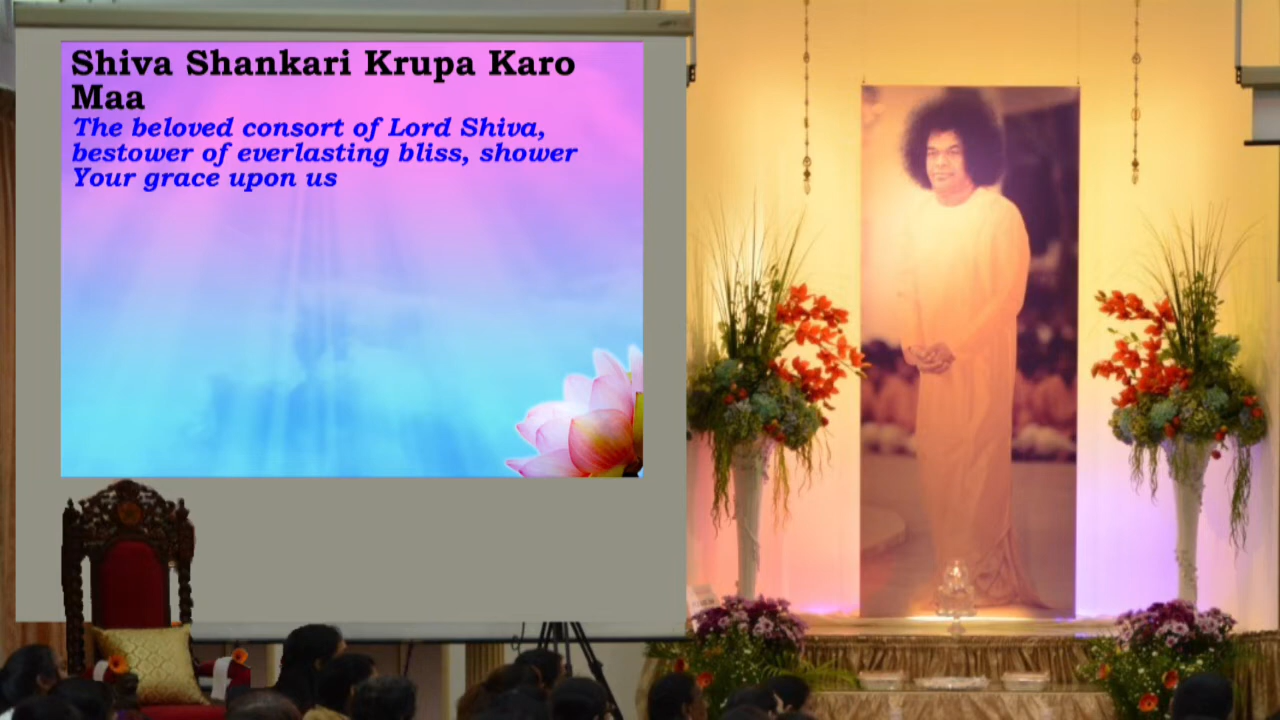 Shiva Shankari Krupa Karo
Maa
The beloved consort of Lord Shiva,
bestower of everlasting bliss, shower
Your grace upon us